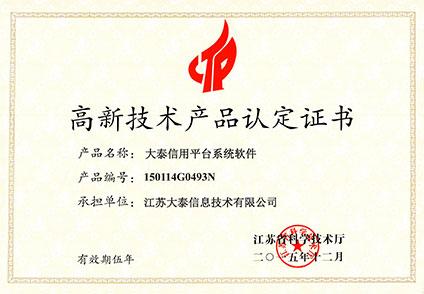 高新技术产品认定证书
产品名称： 大泰信用平台系统软件
产品编号： 150114G0493N
承担单位： 江苏大泰信息技术有限公司
江苏省科学技术厅
二〇一五年十二月
有效期伍年